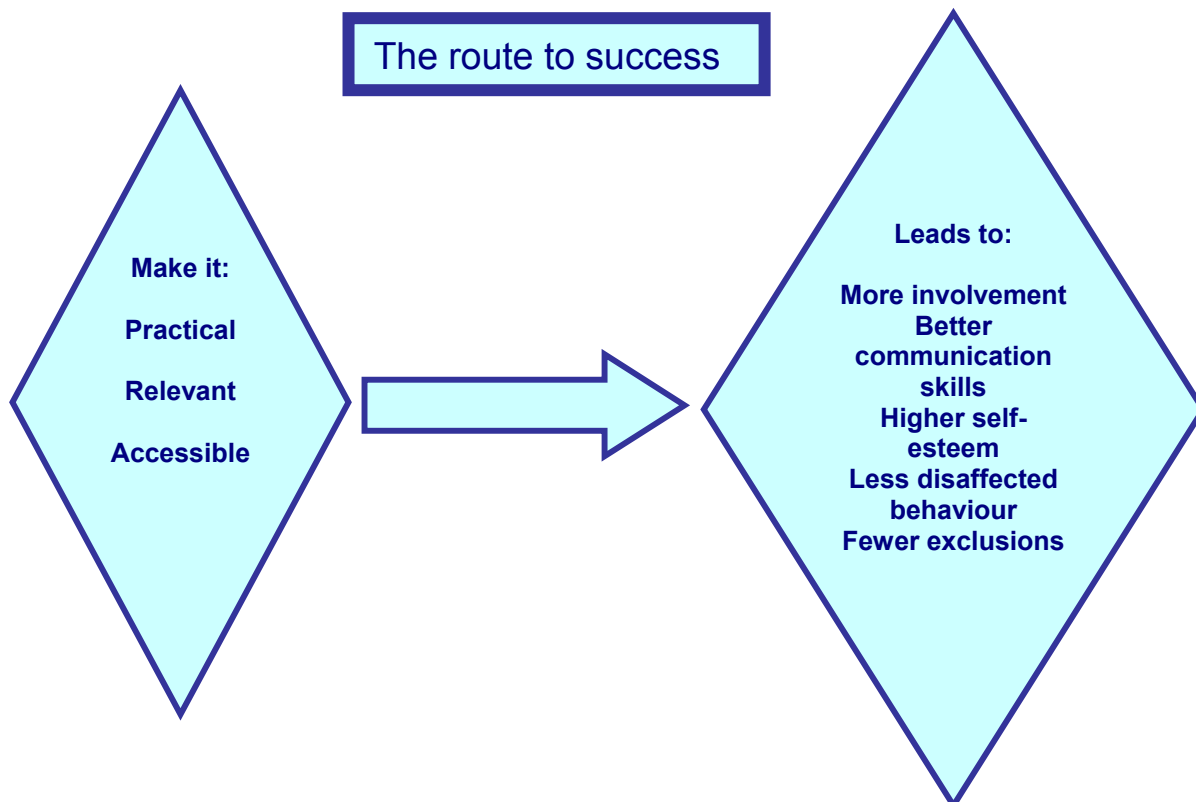 The route to success
Make it:
Practical
Relevant
Accessible
Leads to:
More involvement
Better
communication
skills
Higher self-
esteem
Less disaffected
behaviour
Fewer exclusions